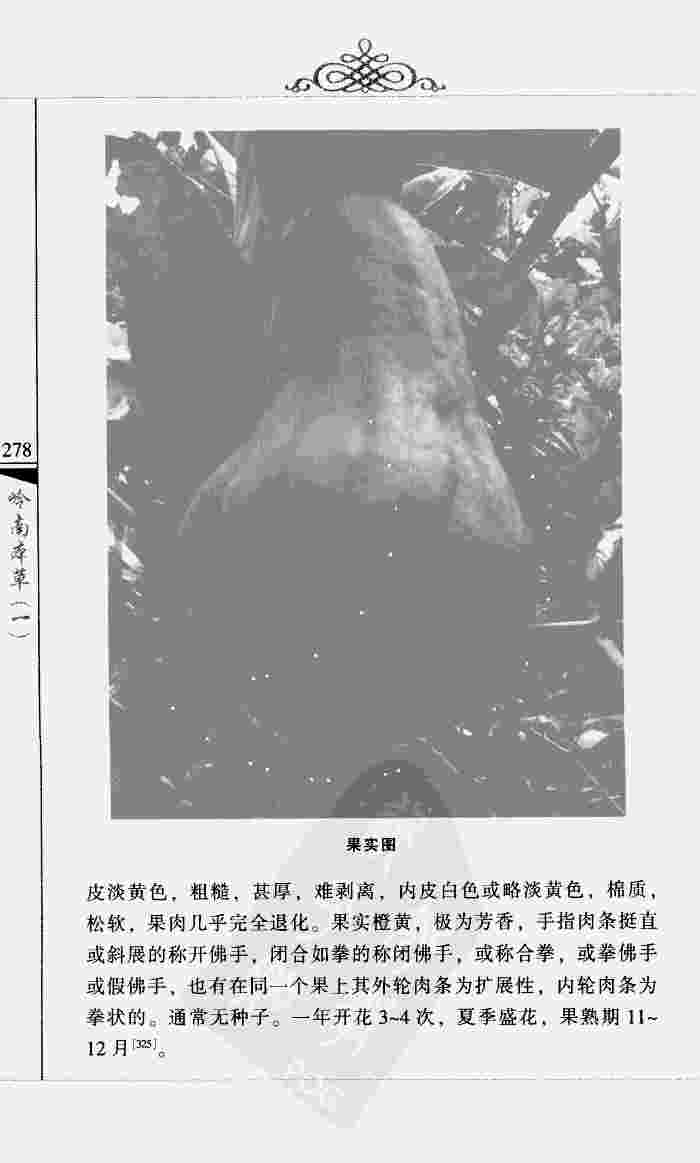 278
岭南本草（一）
果实图
皮淡黄色，粗糙，甚厚，难剥离，内皮白色或略淡黄色，棉质，
松软，果肉几乎完全退化。果实橙黄，极为芳香，手指肉条挺直
或斜展的称开佛手，闭合如拳的称闭佛手，或称合拳，或拳佛手
或假佛手，也有在同一个果上其外轮肉条为扩展性，内轮肉条为
拳状的。通常无种子。一年开花 3~4 次，夏季盛花，果熟期 11~
12 月[325]。